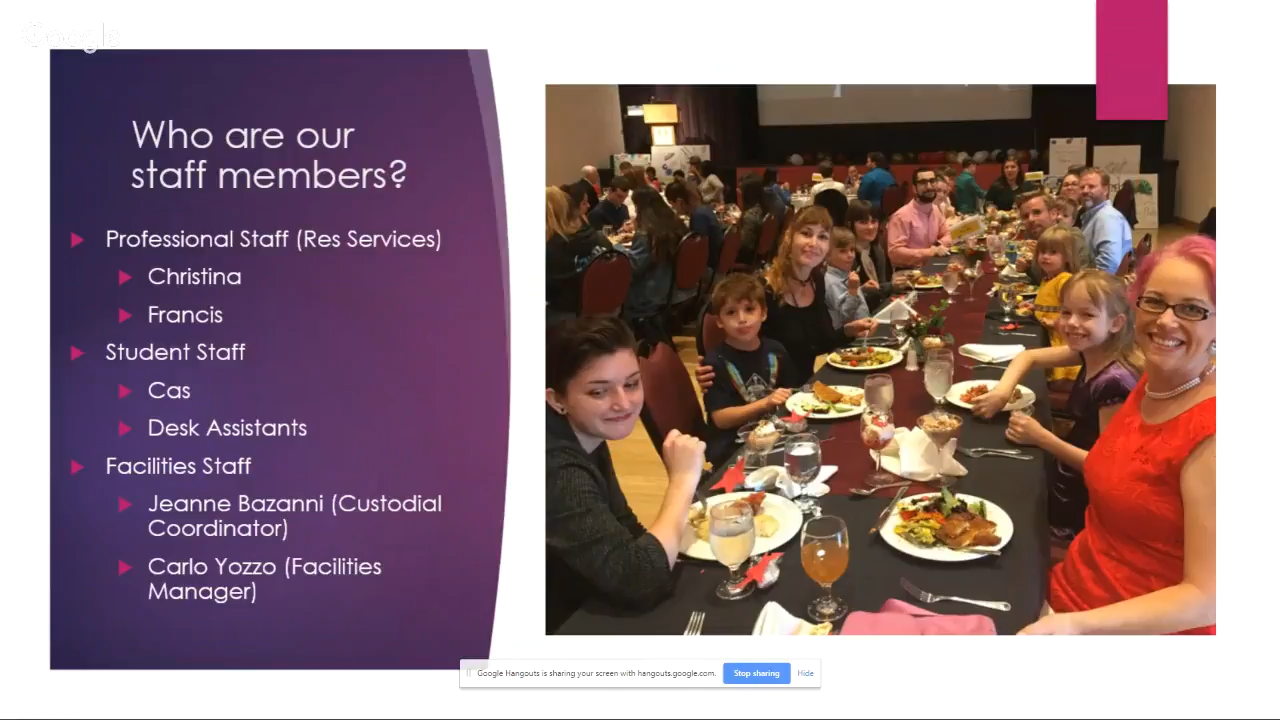 Google
Who are our
staff members?
Professional Staff (Res Services)
Christina
Francis
Student Staff
Cas
Desk Assistants
Facilities Staff
Jeanne Bazanni (Custodial
Coordinator)
Carlo Yozzo (Facilities
Manager)
Google Hangouts is sharing your screen with hangouts.google.com.
Stop sharing
Hide